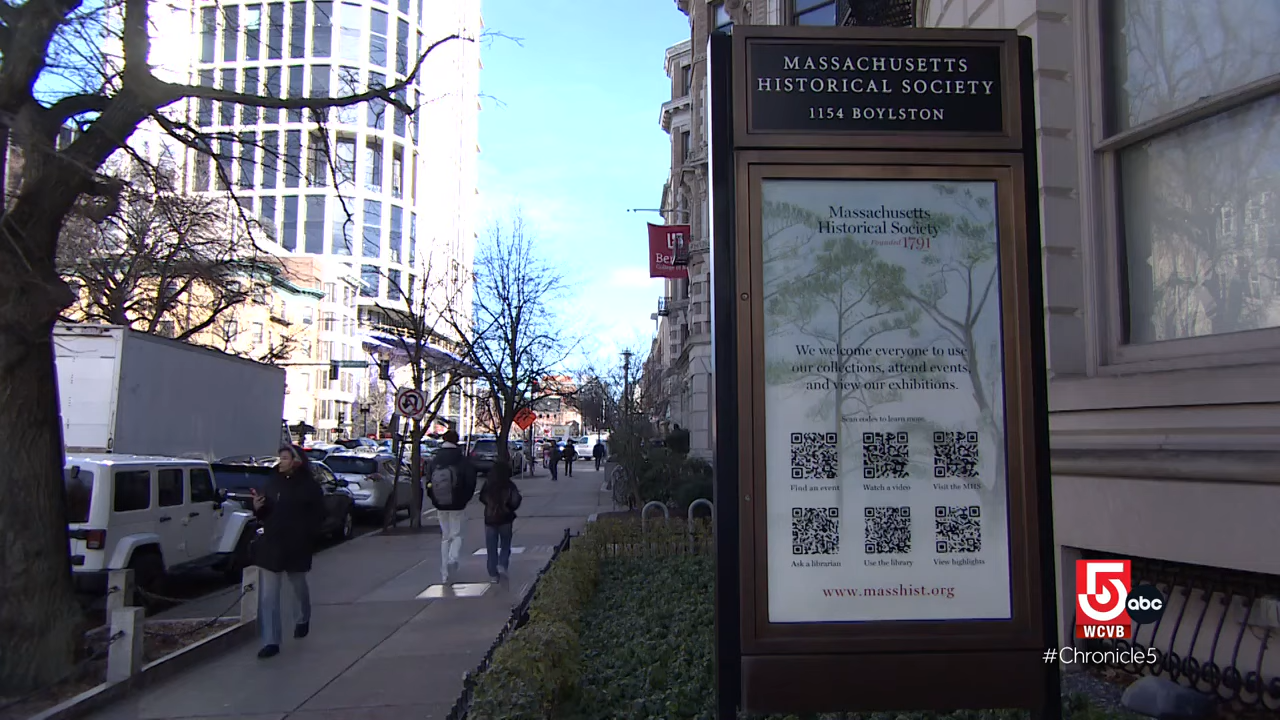 MASSACHUSETTS
HISTORICAL SOCIETY
1154 BOYLSTON
Massachusetts
Historical Society
Founded 1791
We welcome everyone to use
our collections, attend events,
and view our exhibitions.
Scan codes to learn more
Find an event
Watch a video
Visit the MHS
Ask a librarian
Use the library
View highlights
www.masshist.org
5
abc
WCVB
#Chronicle5